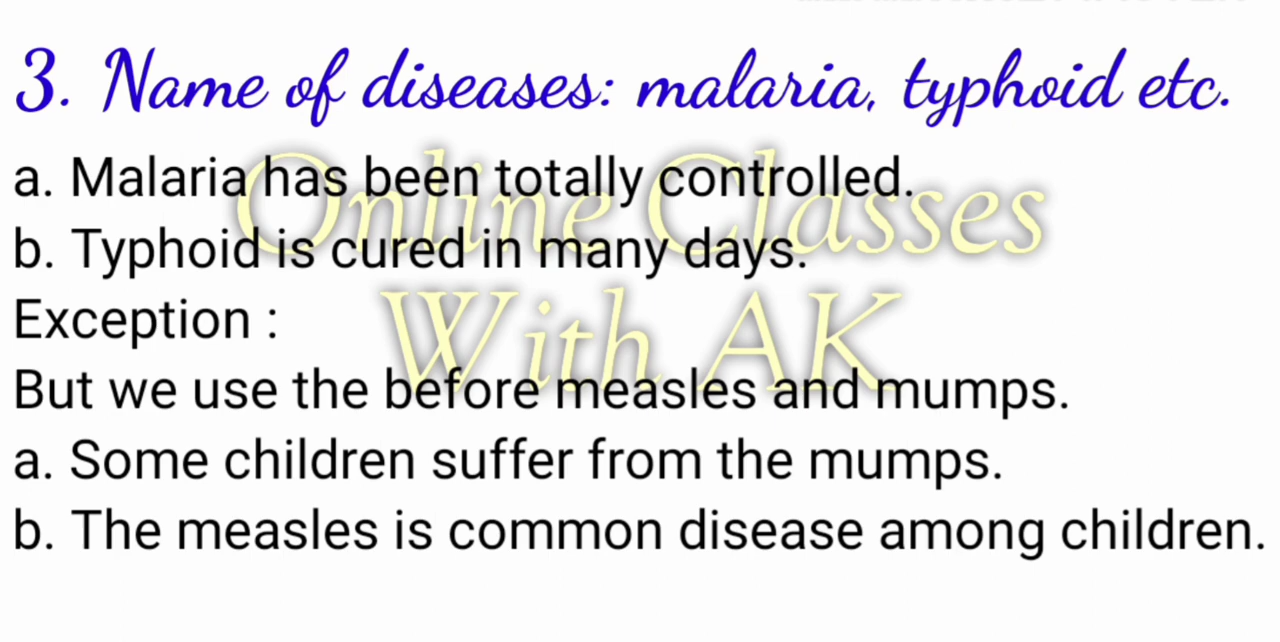 3. Name of diseases: malaria, typhoid etc.
a. Malaria has been totally controlled.
b. Typhoid is cured in many days.
Exception :
But we use the before measles and mumps.
a. Some children suffer from the mumps.
b. The measles is common disease among children.
Online Classes
With AK